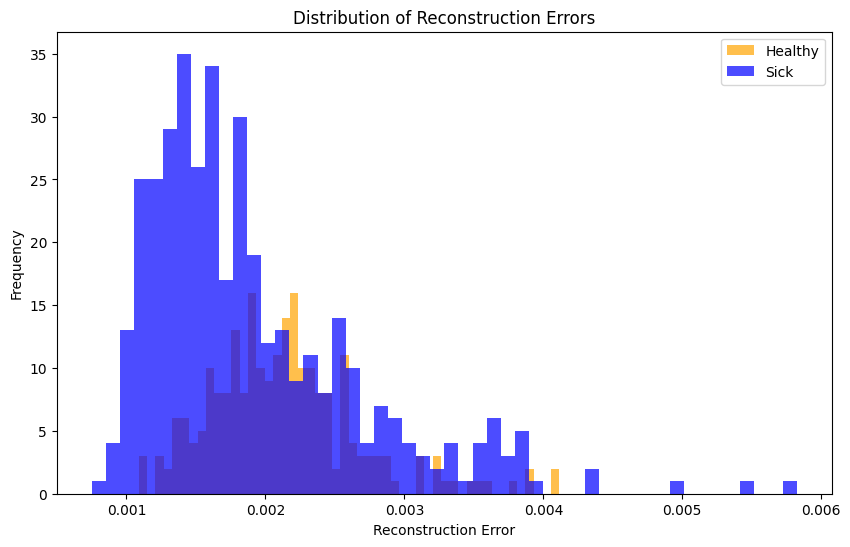 Distribution of Reconstruction Errors
Healthy
Sick
Frequency
35
30
25
20
15
10
5
0
0.001 0.002 0.003 0.004 0.005 0.006
Reconstruction Error